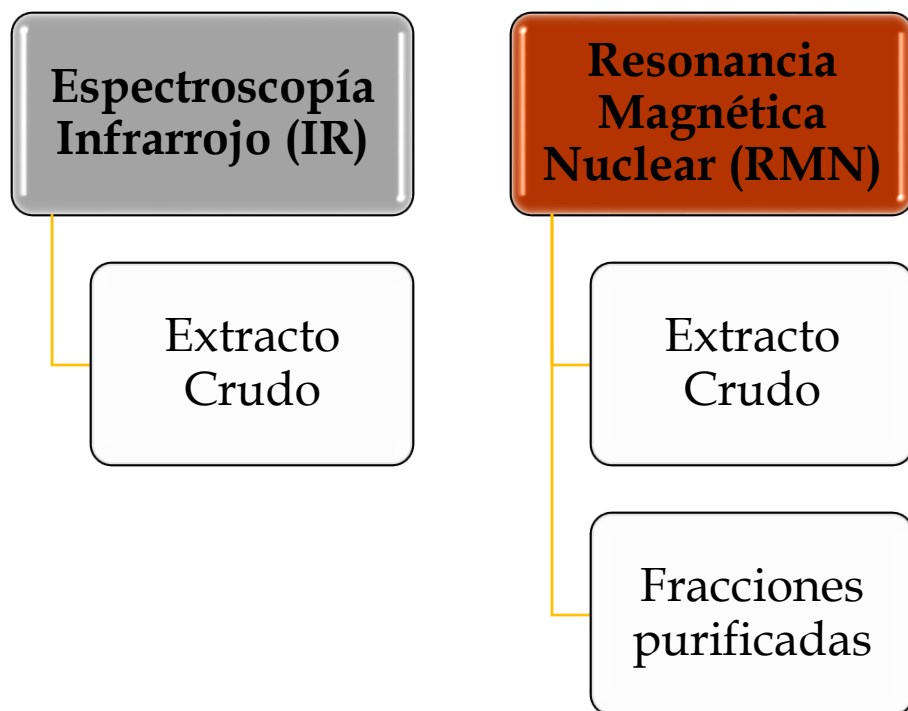 Espectroscopía
Infrarrojo (IR)
Extracto
Crudo
Resonancia
Magnética
Nuclear (RMN)
Extracto
Crudo
Fracciones
purificadas